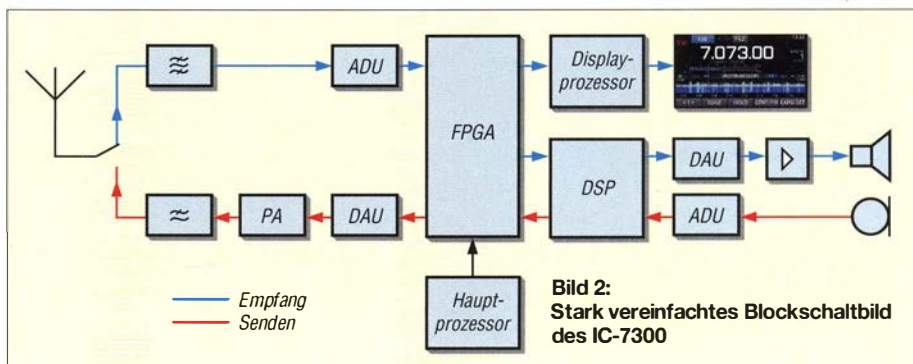 ADU
FPGA
Display-
prozessor
7.073.00
DSP
DAU
ADU
PA
DAU
Haupt-
prozessor
Empfang
Senden
Bild 2:
Stark vereinfachtes Blockschaltbild
des IC-7300